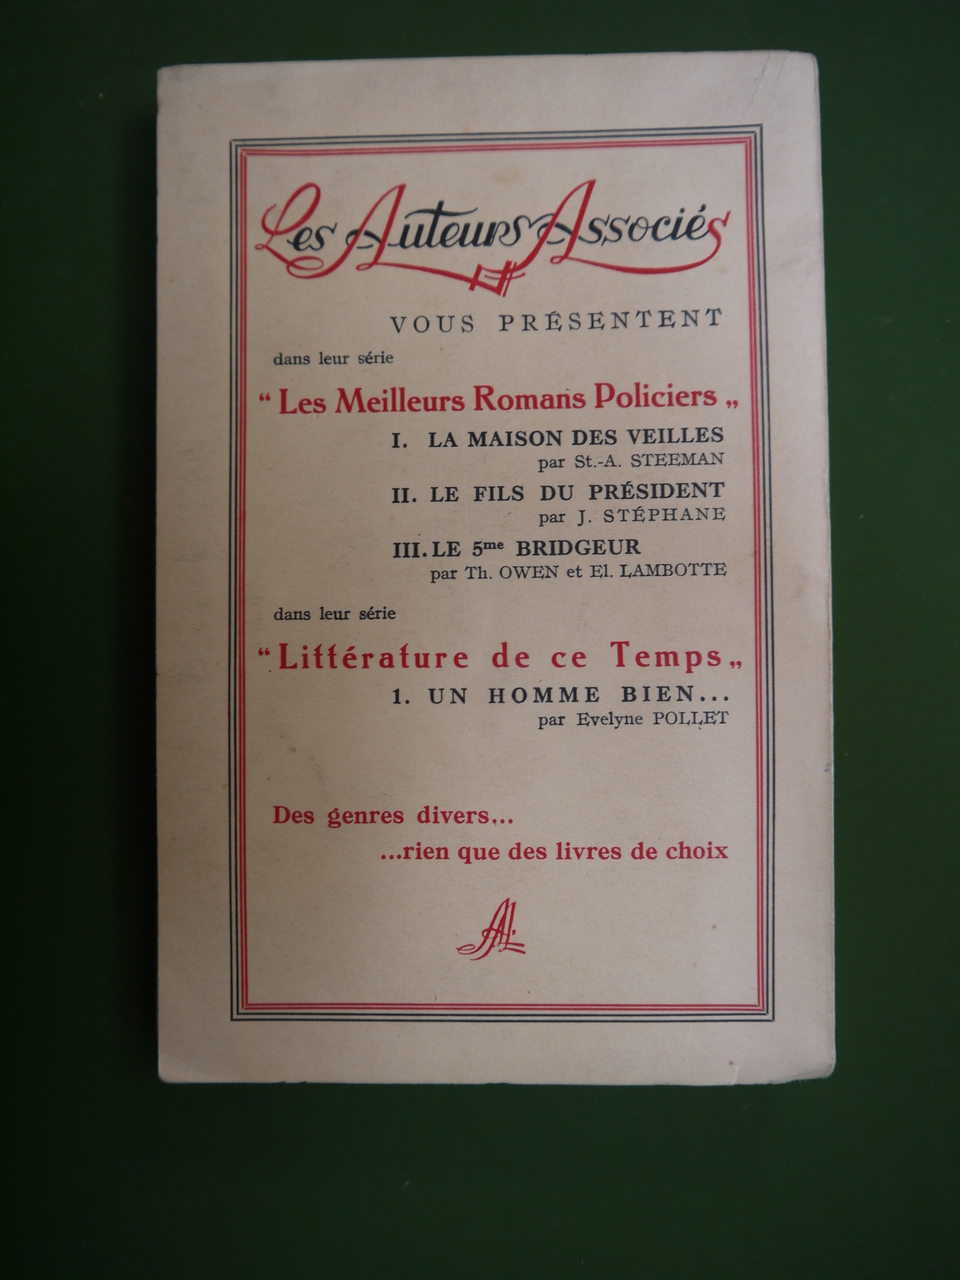 Les Auteurs Associés
VOUS PRÉSENTENT
dans leur série
“ Les Meilleurs Romans Policiers „
I. LA MAISON DES VEILLES
par St.-A. STEEMAN
II. LE FILS DU PRÉSIDENT
par J. STÉPHANE
III. LE 5me BRIDGEUR
par Th. OWEN et El. LAMBOTTE
dans leur série
“ Littérature de ce Temps „
1. UN HOMME BIEN...
par Evelyne POLLET
Des genres divers...
...rien que des livres de choix